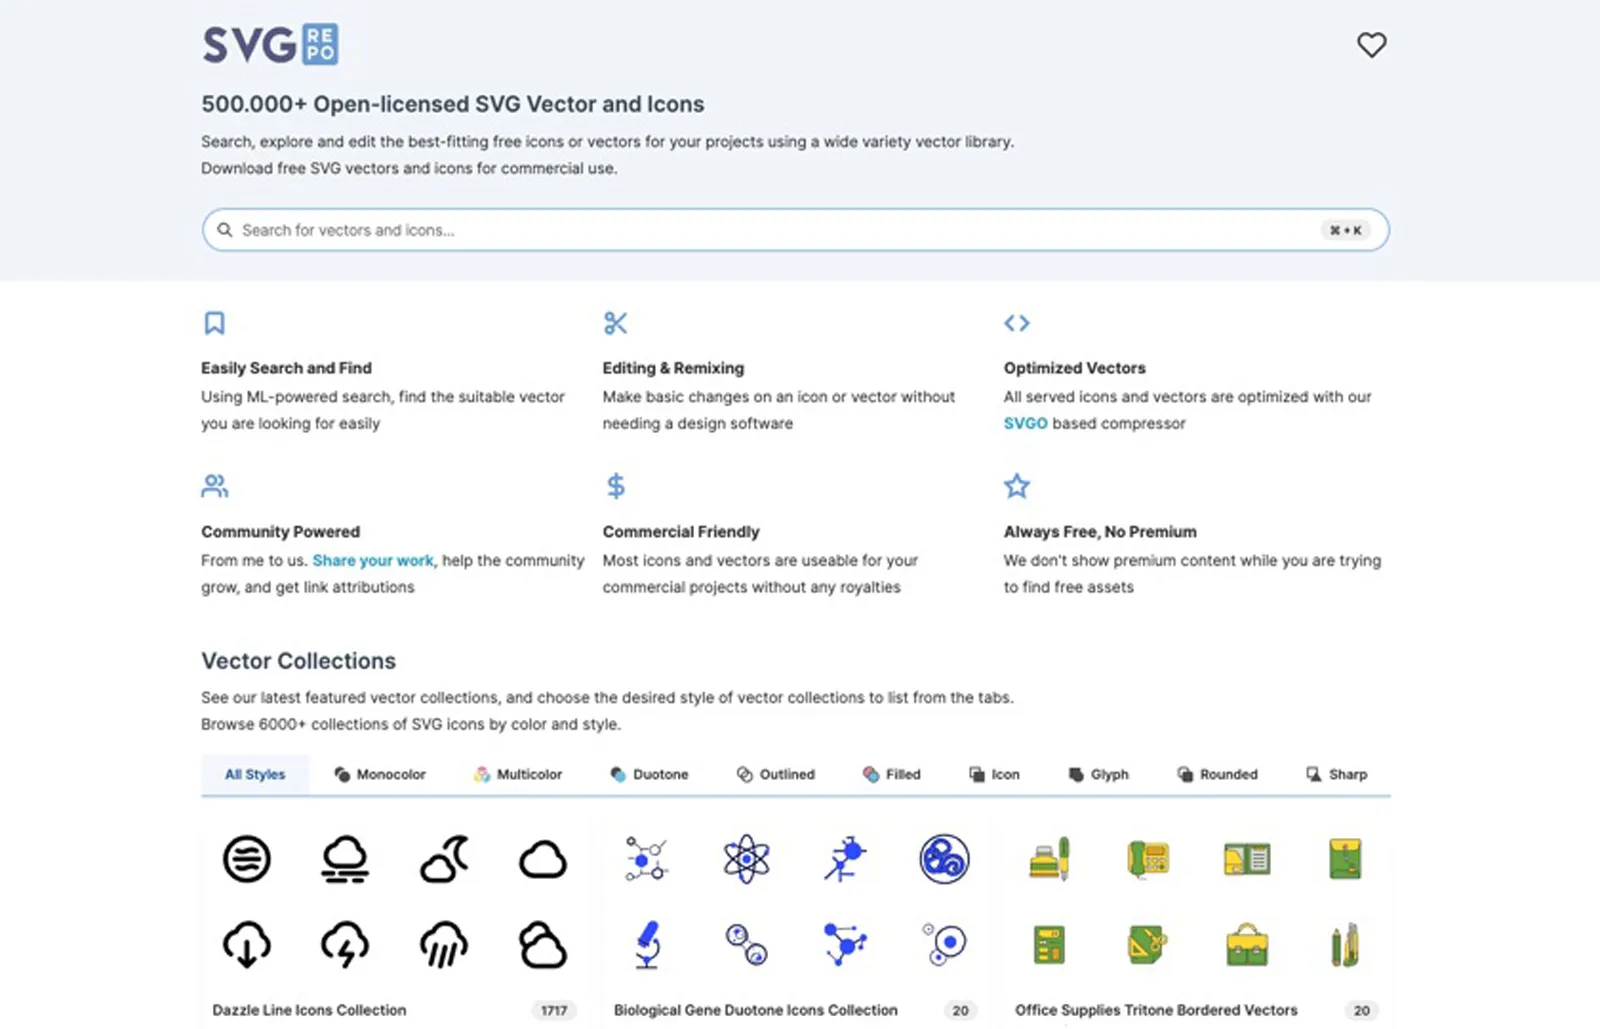 SVG RE PO
500.000+ Open-licensed SVG Vector and Icons
Search, explore and edit the best-fitting free icons or vectors for your projects using a wide variety vector library.
Download free SVG vectors and icons for commercial use.
Search for vectors and icons...
⌘ + K
Easily Search and Find
Using ML-powered search, find the suitable vector
you are looking for easily
Editing & Remixing
Make basic changes on an icon or vector without
needing a design software
Optimized Vectors
All served icons and vectors are optimized with our
SVGO based compressor
Community Powered
From me to us. Share your work, help the community
grow, and get link attributions
Commercial Friendly
Most icons and vectors are useable for your
commercial projects without any royalties
Always Free, No Premium
We don't show premium content while you are trying
to find free assets
Vector Collections
See our latest featured vector collections, and choose the desired style of vector collections to list from the tabs.
Browse 6000+ collections of SVG icons by color and style.
All Styles Monocolor Multicolor Duotone Outlined Filled Icon Glyph Rounded Sharp
Dazzle Line Icons Collection 1717
Biological Gene Duotone Icons Collection 20
Office Supplies Tritone Bordered Vectors 20